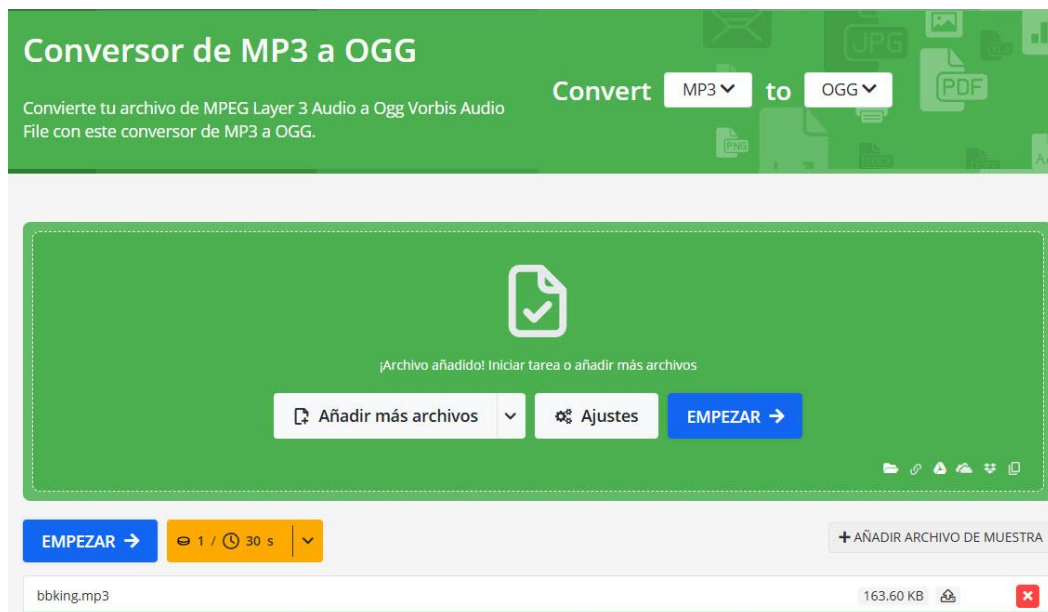 Conversor de MP3 a OGG
Convierte tu archivo de MPEG Layer 3 Audio a Ogg Vorbis Audio
File con este conversor de MP3 a OGG.
Convert MP3 to OGG
JPG
PDF
PNG
¡Archivo añadido! Iniciar tarea o añadir más archivos
Añadir más archivos
Ajustes
EMPEZAR
EMPEZAR
1 / 30 s
+ AÑADIR ARCHIVO DE MUESTRA
bbking.mp3
163.60 KB